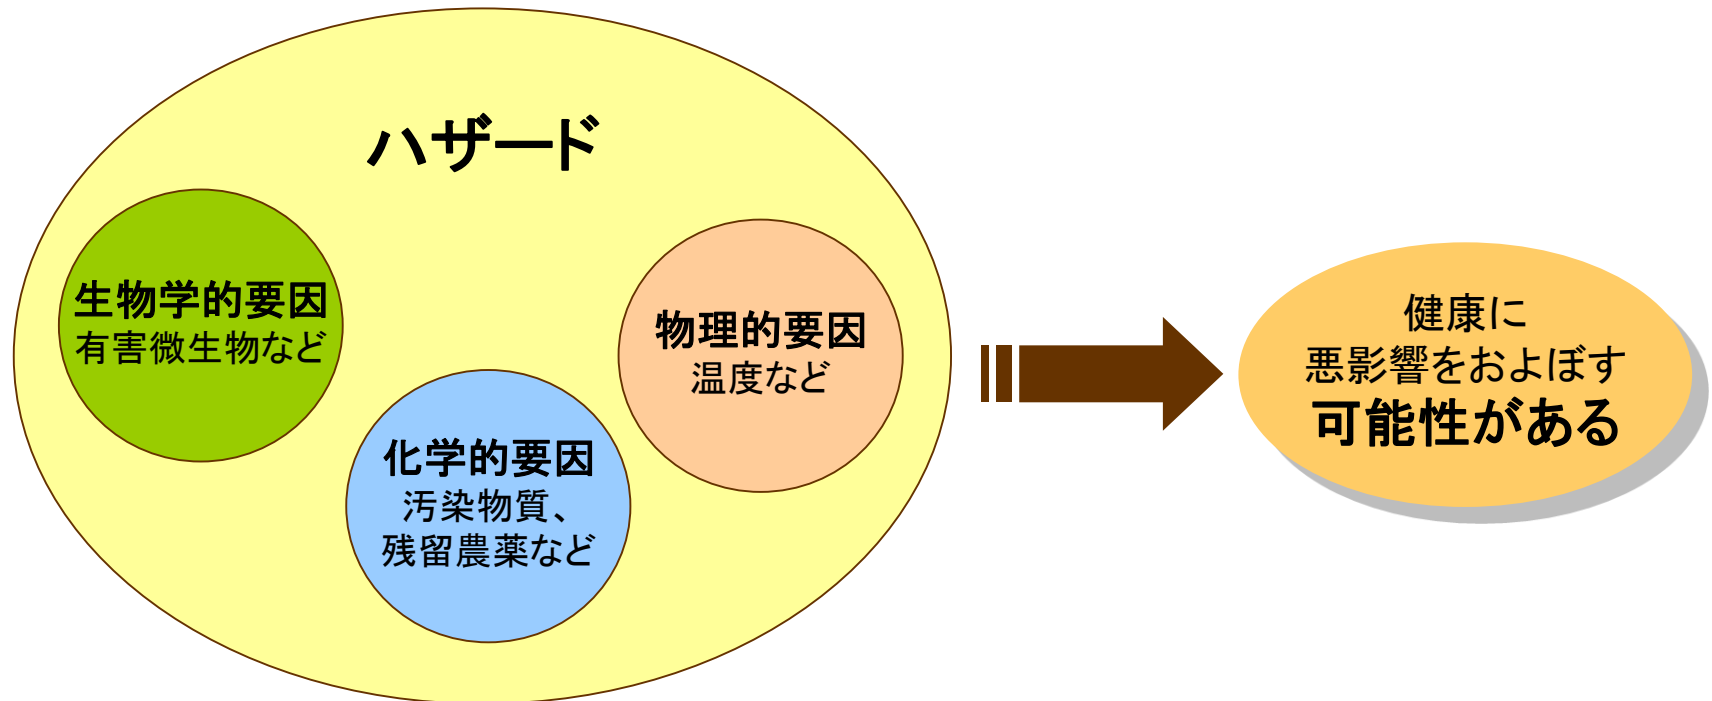 ハザード
生物学的要因
有害微生物など
物理的要因
温度など
化学的要因
汚染物質、
残留農薬など
健康に
悪影響をおよぼす
可能性がある